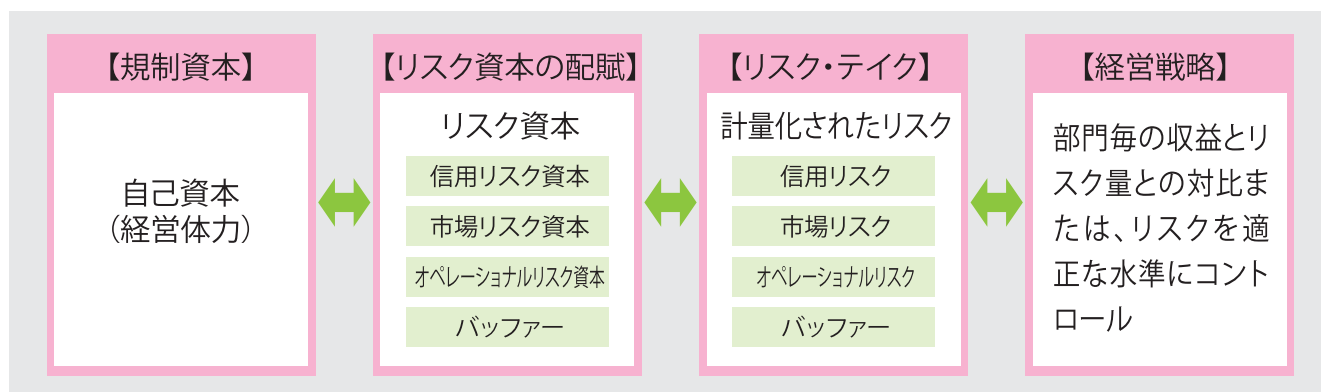 【規制資本】
自己資本
(経営体力)
【リスク資本の配賦】
リスク資本
信用リスク資本
市場リスク資本
オペレーショナルリスク資本
バッファー
【リスク・テイク】
計量化されたリスク
信用リスク
市場リスク
オペレーショナルリスク
バッファー
【経営戦略】
部門毎の収益とリ
スク量との対比ま
たは、リスクを適
正な水準にコント
ロール